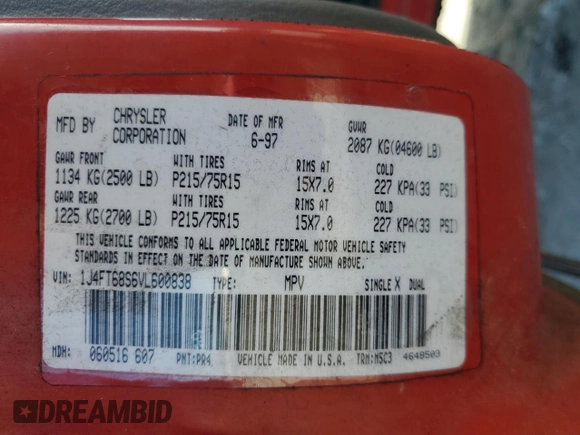 MFD BY CHRYSLER CORPORATION DATE OF MFR 6-97 GVWR 2087 KG(04600 LB)
GAWR FRONT WITH TIRES RIMS AT COLD
1134 KG(2500 LB) P215/75R15 15X7.0 227 KPA(33 PSI)
GAWR REAR WITH TIRES RIMS AT COLD
1225 KG(2700 LB) P215/75R15 15X7.0 227 KPA(33 PSI)
THIS VEHICLE CONFORMS TO ALL APPLICABLE FEDERAL MOTOR VEHICLE SAFETY
STANDARDS IN EFFECT ON THE DATE OF MANUFACTURE SHOWN ABOVE.
VIN: 1J4FT68S6VL600838 TYPE: MPV SINGLE X DUAL
MDH: 060516 607 PNT:PR4 VEHICLE MADE IN U.S.A. TRM:N5C3 4648503
DREAMBID